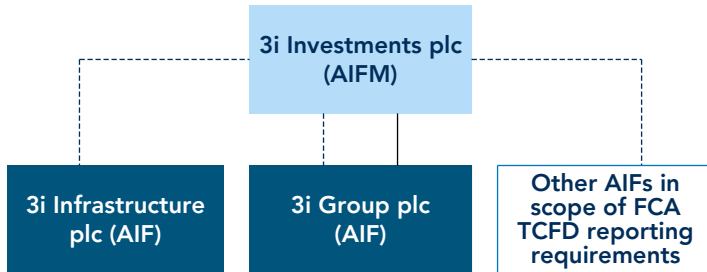 3i Investments plc
(AIFM)
3i Infrastructure
plc (AIF)
3i Group plc
(AIF)
Other AIFs in
scope of FCA
TCFD reporting
requirements